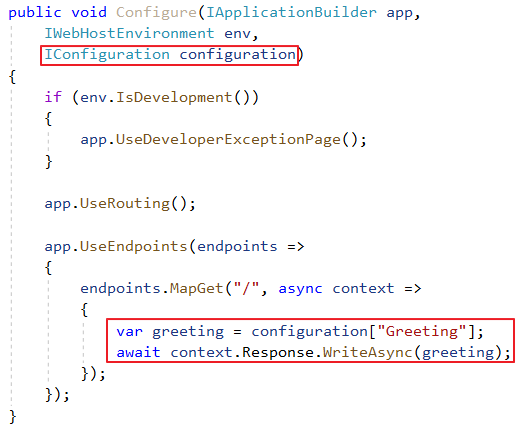 public void Configure(IApplicationBuilder app,
    IWebHostEnvironment env,
    IConfiguration configuration)
{
    if (env.IsDevelopment())
    {
        app.UseDeveloperExceptionPage();
    }

    app.UseRouting();

    app.UseEndpoints(endpoints =>
    {
        endpoints.MapGet("/", async context =>
        {
            var greeting = configuration["Greeting"];
            await context.Response.WriteAsync(greeting);
        });
    });
}